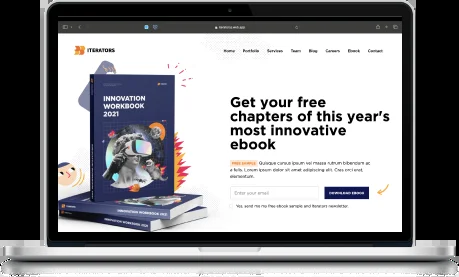 ITERATORS
Home Portfolio Services Team Blog Careers Ebook Contact
INNOVATION
WORKBOOK
2021
Get your free
chapters of this year's
most innovative
ebook
FREE SAMPLE Quisque cursus ipsum vel massa rutrum bibendum ac
a felis. Lorem ipsum dolor sit amet adipiscing elit. Cras orci erat,
elementum.
Enter your email DOWNLOAD EBOOK
Yes, send me my free ebook sample and Iterators newsletter.
INNOVATION WORKBOOK 2021